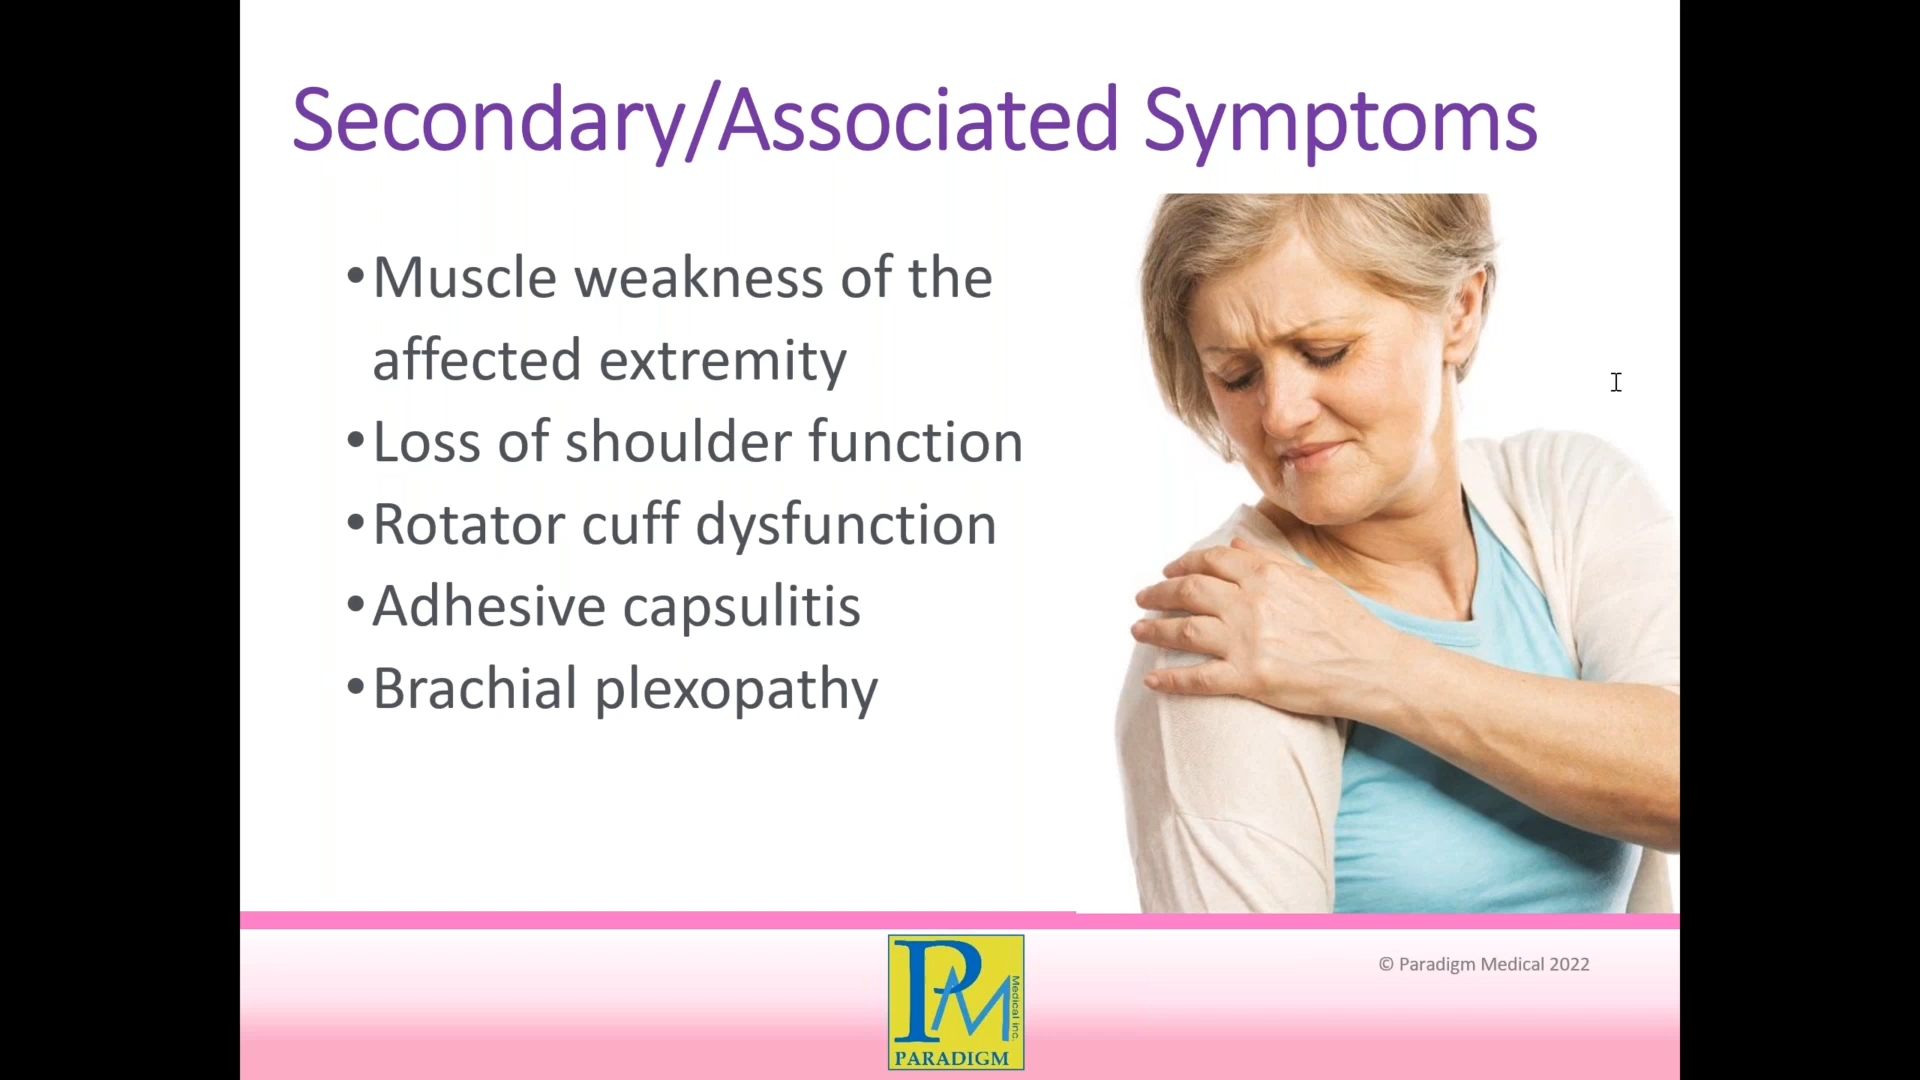 Secondary/Associated Symptoms
•Muscle weakness of the
affected extremity
•Loss of shoulder function
•Rotator cuff dysfunction
•Adhesive capsulitis
•Brachial plexopathy
PM
Medical inc.
PARADIGM
© Paradigm Medical 2022